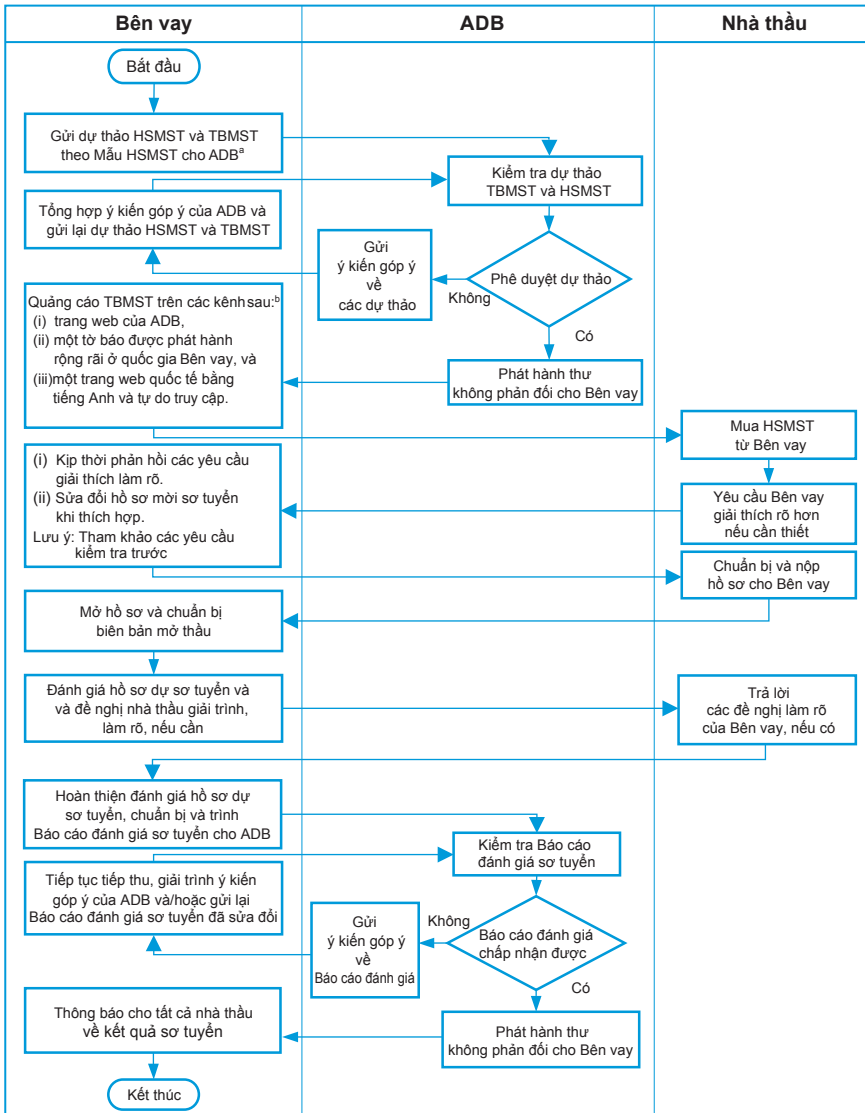 Bên vay
ADB
Nhà thầu
Bắt đầu
Gửi dự thảo HSMST và TBMST
theo Mẫu HSMST cho ADBᵃ
Kiểm tra dự thảo
TBMST và HSMST
Tổng hợp ý kiến góp ý của ADB và
gửi lại dự thảo HSMST và TBMST
Gửi
ý kiến góp ý
về
các dự thảo
Phê duyệt dự thảo
Không
Có
Quảng cáo TBMST trên các kênh sau:ᵇ
(i) trang web của ADB,
(ii) một tờ báo được phát hành
rộng rãi ở quốc gia Bên vay, và
(iii)một trang web quốc tế bằng
tiếng Anh và tự do truy cập.
Phát hành thư
không phản đối cho Bên vay
Mua HSMST
từ Bên vay
(i) Kịp thời phản hồi các yêu cầu
giải thích làm rõ.
(ii) Sửa đổi hồ sơ mời sơ tuyển
khi thích hợp.
Lưu ý: Tham khảo các yêu cầu
kiểm tra trước
Yêu cầu Bên vay
giải thích rõ hơn
nếu cần thiết
Chuẩn bị và nộp
hồ sơ cho Bên vay
Mở hồ sơ và chuẩn bị
biên bản mở thầu
Đánh giá hồ sơ dự sơ tuyển và
và đề nghị nhà thầu giải trình,
làm rõ, nếu cần
Trả lời
các đề nghị làm rõ
của Bên vay, nếu có
Hoàn thiện đánh giá hồ sơ dự
sơ tuyển, chuẩn bị và trình
Báo cáo đánh giá sơ tuyển cho ADB
Kiểm tra Báo cáo
đánh giá sơ tuyển
Tiếp tục tiếp thu, giải trình ý kiến
góp ý của ADB và/hoặc gửi lại
Báo cáo đánh giá sơ tuyển đã sửa đổi
Gửi
ý kiến góp ý
về
Báo cáo đánh giá
Không
Báo cáo đánh giá
chấp nhận được
Có
Thông báo cho tất cả nhà thầu
về kết quả sơ tuyển
Phát hành thư
không phản đối cho Bên vay
Kết thúc